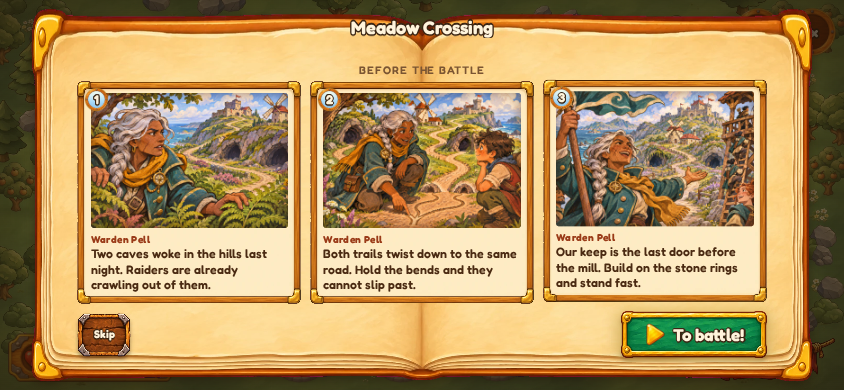 Meadow Crossing
BEFORE THE BATTLE
1
Warden Pell
Two caves woke in the hills last
night. Raiders are already
crawling out of them.
2
Warden Pell
Both trails twist down to the same
road. Hold the bends and they
cannot slip past.
3
Warden Pell
Our keep is the last door before
the mill. Build on the stone rings
and stand fast.
Skip
To battle!